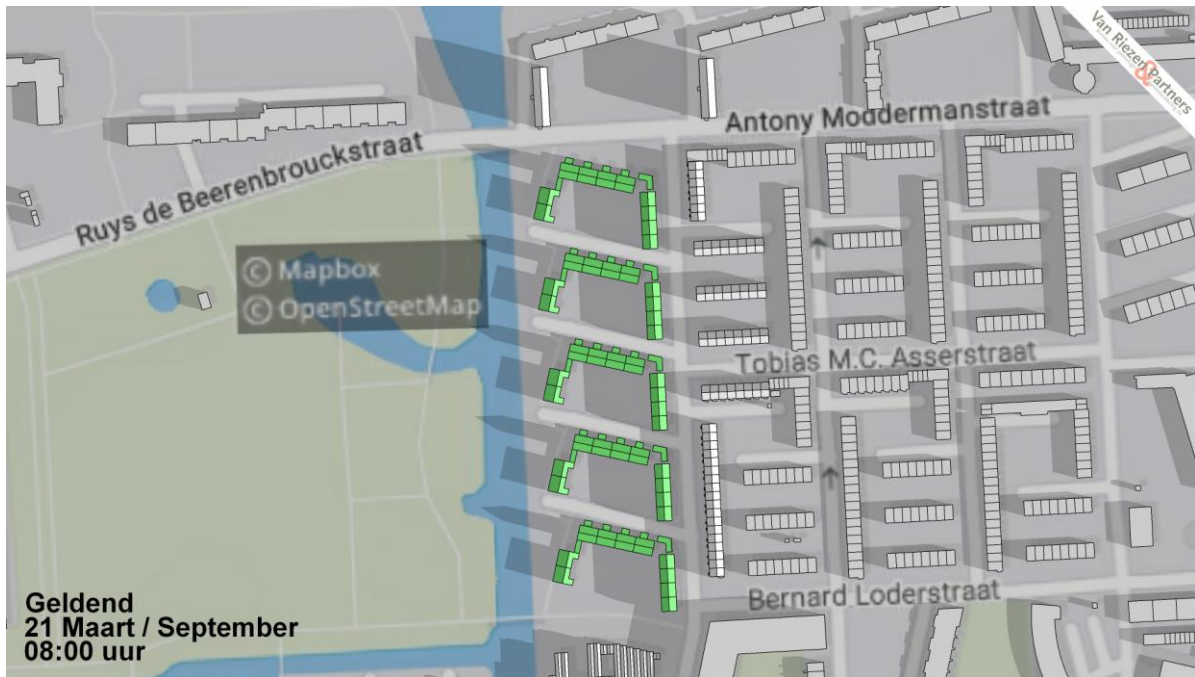 Van Riezen
& Partners
Antony Moddermanstraat
Ruys de Beerenbrouckstraat
© Mapbox
© OpenStreetMap
Tobias M.C. Asserstraat
Bernard Loderstraat
Geldend
21 Maart / September
08:00 uur